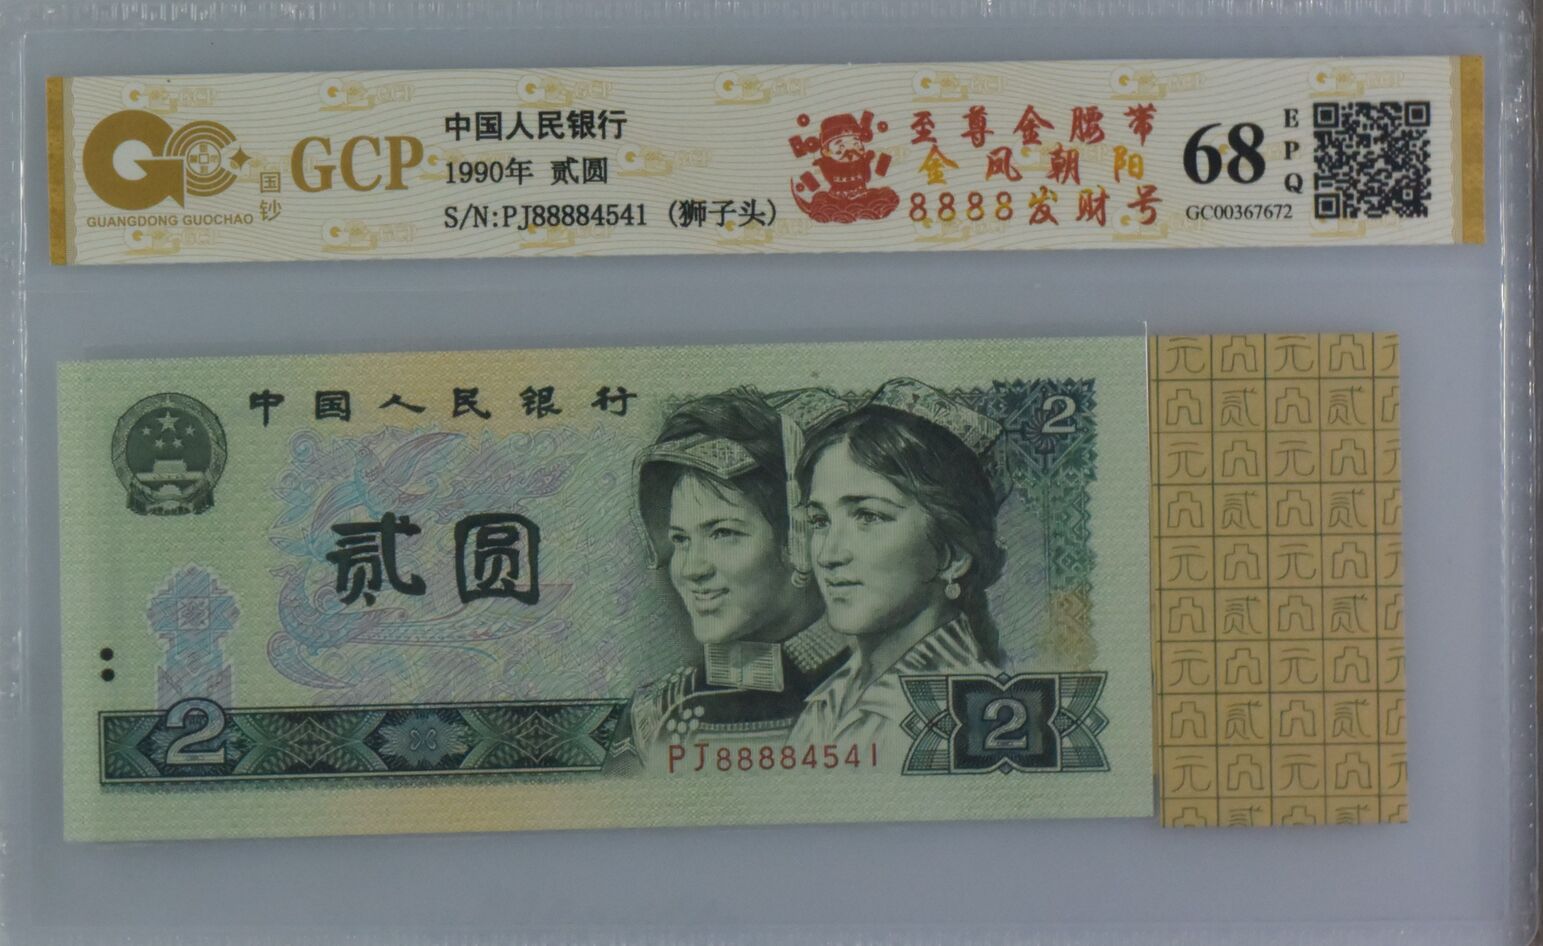 GCP
国钞
GUANGDONG GUOCHAO
中国人民银行
1990年 贰圆
S/N:PJ88884541 (狮子头)
至尊金腰带
金凤朝阳
8888发财号
68
EPQ
GC00367672
中国人民银行
贰圆
2
2
2
PJ88884541